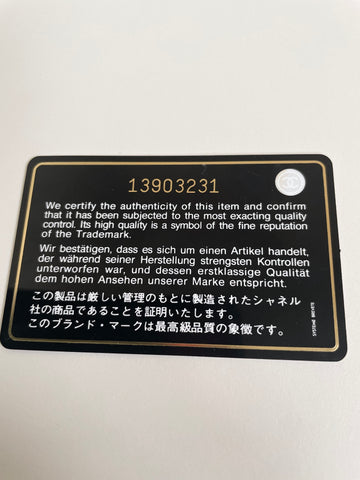 13903231
We certify the authenticity of this item and confirm
that it has been subjected to the most exacting quality
control. Its high quality is a symbol of the fine reputation
of the Trademark.
Wir bestätigen, dass es sich um einen Artikel handelt,
der während seiner Herstellung strengsten Kontrollen
unterworfen war, und dessen erstklassige Qualität
dem hohen Ansehen unserer Marke entspricht.
この製品は厳しい管理のもとに製造されたシャネル
社の商品であることを証明いたします。
このブランド・マークは最高級品質の象徴です。
SYSTEME BREVETE